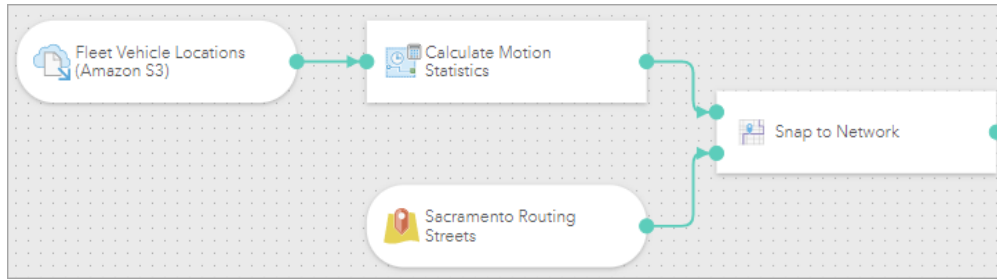 Fleet Vehicle Locations
(Amazon S3)
Calculate Motion
Statistics
Snap to Network
Sacramento Routing
Streets